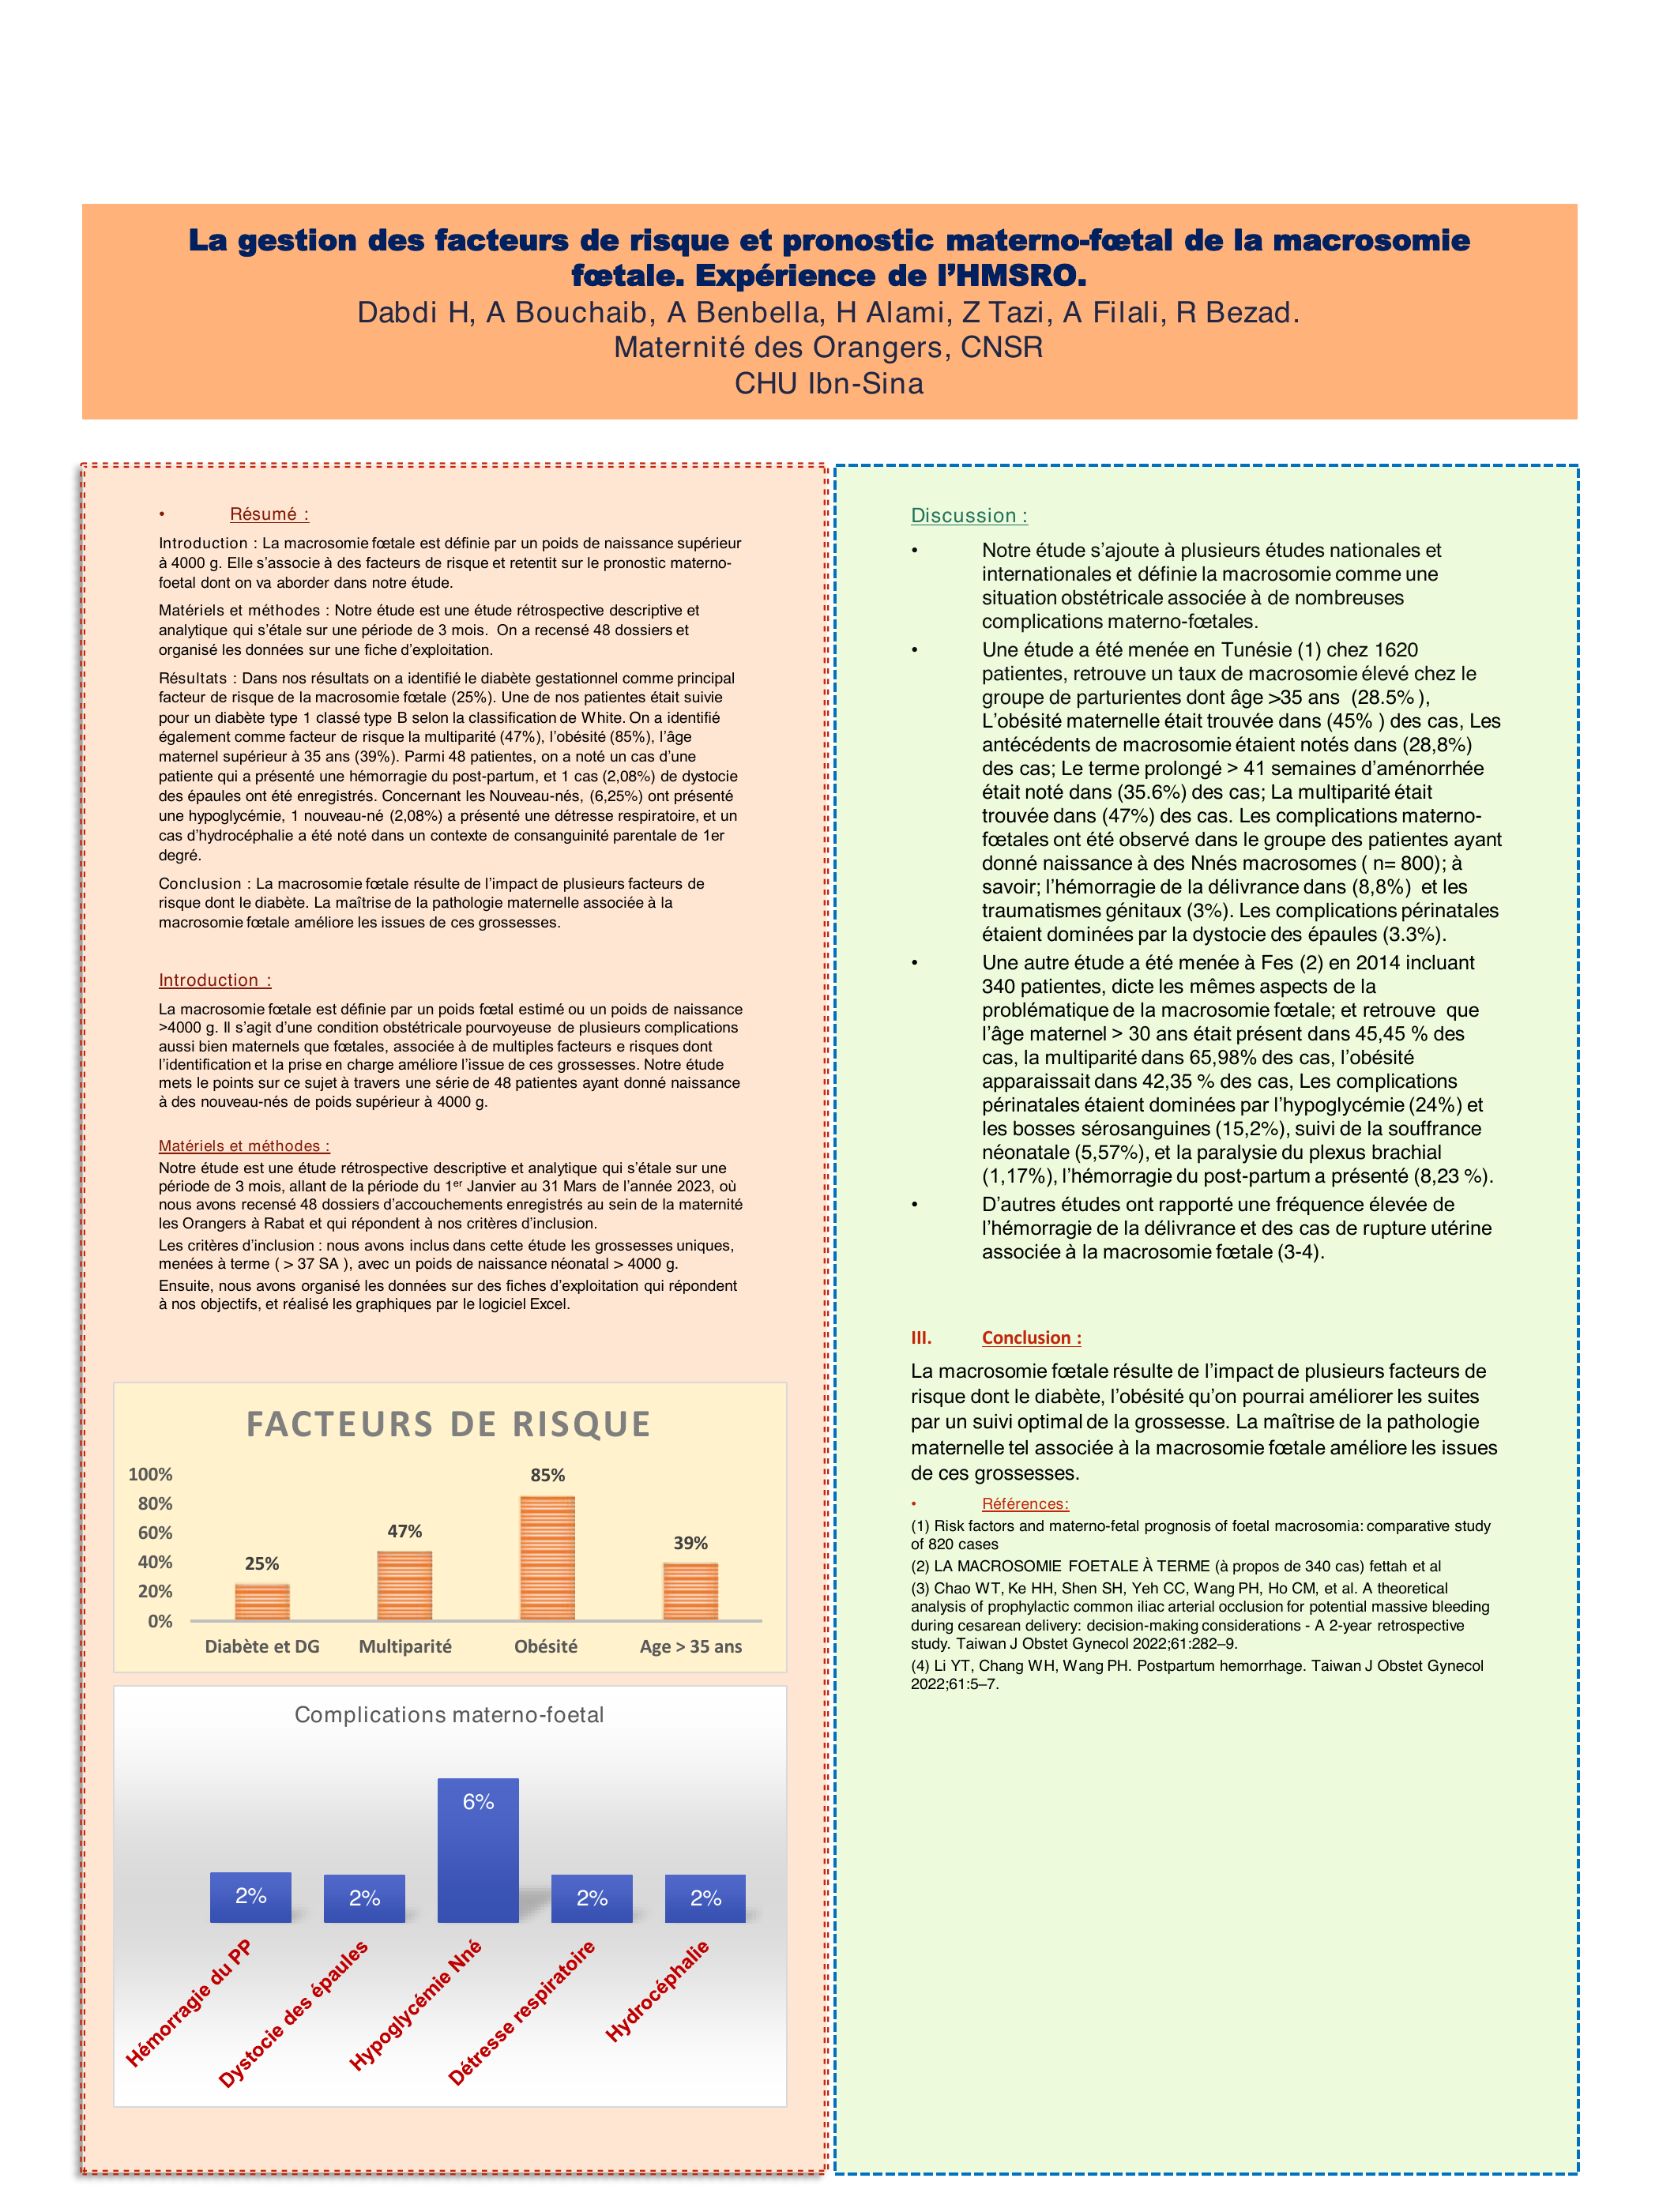 La gestion des facteurs de risque et pronostic materno-fœtal de la macrosomie
fœtale. Expérience de l’HMSRO.
Dabdi H, A Bouchaib, A Benbella, H Alami, Z Tazi, A Filali, R Bezad.
Maternité des Orangers, CNSR
CHU Ibn-Sina
• Résumé :
Introduction : La macrosomie fœtale est définie par un poids de naissance supérieur
à 4000 g. Elle s’associe à des facteurs de risque et retentit sur le pronostic materno-
foetal dont on va aborder dans notre étude.
Matériels et méthodes : Notre étude est une étude rétrospective descriptive et
analytique qui s’étale sur une période de 3 mois. On a recensé 48 dossiers et
organisé les données sur une fiche d’exploitation.
Résultats : Dans nos résultats on a identifié le diabète gestationnel comme principal
facteur de risque de la macrosomie fœtale (25%). Une de nos patientes était suivie
pour un diabète type 1 classé type B selon la classification de White. On a identifié
également comme facteur de risque la multiparité (47%), l’obésité (85%), l’âge
maternel supérieur à 35 ans (39%). Parmi 48 patientes, on a noté un cas d’une
patiente qui a présenté une hémorragie du post-partum, et 1 cas (2,08%) de dystocie
des épaules ont été enregistrés. Concernant les Nouveau-nés, (6,25%) ont présenté
une hypoglycémie, 1 nouveau-né (2,08%) a présenté une détresse respiratoire, et un
cas d’hydrocéphalie a été noté dans un contexte de consanguinité parentale de 1er
degré.
Conclusion : La macrosomie fœtale résulte de l’impact de plusieurs facteurs de
risque dont le diabète. La maîtrise de la pathologie maternelle associée à la
macrosomie fœtale améliore les issues de ces grossesses.
Introduction :
La macrosomie fœtale est définie par un poids fœtal estimé ou un poids de naissance
>4000 g. Il s’agit d’une condition obstétricale pourvoyeuse de plusieurs complications
aussi bien maternels que fœtales, associée à de multiples facteurs e risques dont
l’identification et la prise en charge améliore l’issue de ces grossesses. Notre étude
mets le points sur ce sujet à travers une série de 48 patientes ayant donné naissance
à des nouveau-nés de poids supérieur à 4000 g.
Matériels et méthodes :
Notre étude est une étude rétrospective descriptive et analytique qui s’étale sur une
période de 3 mois, allant de la période du 1er Janvier au 31 Mars de l’année 2023, où
nous avons recensé 48 dossiers d’accouchements enregistrés au sein de la maternité
les Orangers à Rabat et qui répondent à nos critères d’inclusion.
Les critères d’inclusion : nous avons inclus dans cette étude les grossesses uniques,
menées à terme ( > 37 SA ), avec un poids de naissance néonatal > 4000 g.
Ensuite, nous avons organisé les données sur des fiches d’exploitation qui répondent
à nos objectifs, et réalisé les graphiques par le logiciel Excel.
FACTEURS DE RISQUE
100%
80%
60%
40%
20%
0%
25%
47%
85%
39%
Diabète et DG Multiparité Obésité Age > 35 ans
Complications materno-foetal
2% 2% 6% 2% 2%
Hémorragie du PP
Dystocie des épaules
Hypoglycémie Nné
Détresse respiratoire
Hydrocéphalie
Discussion :
• Notre étude s’ajoute à plusieurs études nationales et
internationales et définie la macrosomie comme une
situation obstétricale associée à de nombreuses
complications materno-fœtales.
• Une étude a été menée en Tunésie (1) chez 1620
patientes, retrouve un taux de macrosomie élevé chez le
groupe de parturientes dont âge >35 ans (28.5% ),
L’obésité maternelle était trouvée dans (45% ) des cas, Les
antécédents de macrosomie étaient notés dans (28,8%)
des cas; Le terme prolongé > 41 semaines d’aménorrhée
était noté dans (35.6%) des cas; La multiparité était
trouvée dans (47%) des cas. Les complications materno-
fœtales ont été observé dans le groupe des patientes ayant
donné naissance à des Nnés macrosomes ( n= 800); à
savoir; l’hémorragie de la délivrance dans (8,8%) et les
traumatismes génitaux (3%). Les complications périnatales
étaient dominées par la dystocie des épaules (3.3%).
• Une autre étude a été menée à Fes (2) en 2014 incluant
340 patientes, dicte les mêmes aspects de la
problématique de la macrosomie fœtale; et retrouve que
l’âge maternel > 30 ans était présent dans 45,45 % des
cas, la multiparité dans 65,98% des cas, l’obésité
apparaissait dans 42,35 % des cas, Les complications
périnatales étaient dominées par l’hypoglycémie (24%) et
les bosses sérosanguines (15,2%), suivi de la souffrance
néonatale (5,57%), et la paralysie du plexus brachial
(1,17%), l’hémorragie du post-partum a présenté (8,23 %).
• D’autres études ont rapporté une fréquence élevée de
l’hémorragie de la délivrance et des cas de rupture utérine
associée à la macrosomie fœtale (3-4).
III. Conclusion :
La macrosomie fœtale résulte de l’impact de plusieurs facteurs de
risque dont le diabète, l’obésité qu’on pourrai améliorer les suites
par un suivi optimal de la grossesse. La maîtrise de la pathologie
maternelle tel associée à la macrosomie fœtale améliore les issues
de ces grossesses.
• Références:
(1) Risk factors and materno-fetal prognosis of foetal macrosomia: comparative study
of 820 cases
(2) LA MACROSOMIE FOETALE À TERME (à propos de 340 cas) fettah et al
(3) Chao WT, Ke HH, Shen SH, Yeh CC, Wang PH, Ho CM, et al. A theoretical
analysis of prophylactic common iliac arterial occlusion for potential massive bleeding
during cesarean delivery: decision-making considerations - A 2-year retrospective
study. Taiwan J Obstet Gynecol 2022;61:282–9.
(4) Li YT, Chang WH, Wang PH. Postpartum hemorrhage. Taiwan J Obstet Gynecol
2022;61:5–7.